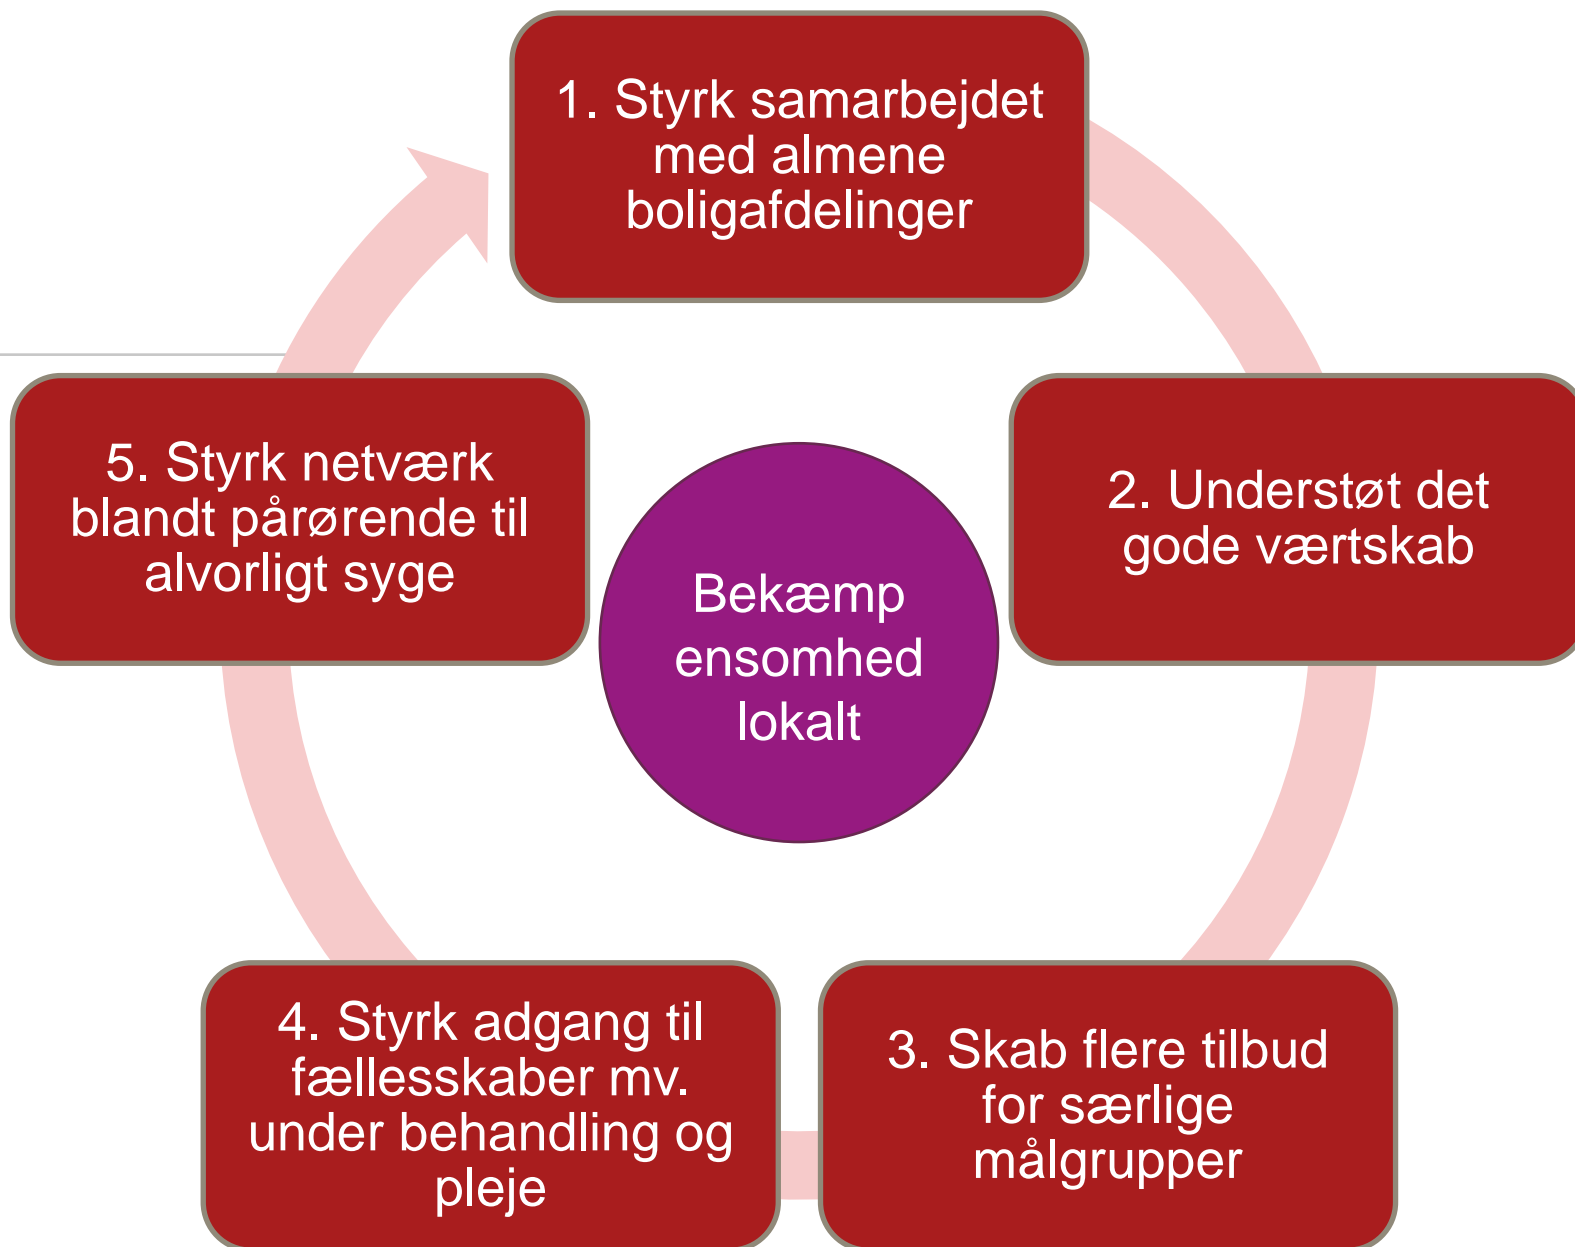 1. Styrk samarbejdet
med almene
boligafdelinger
2. Understøt det
gode værtskab
3. Skab flere tilbud
for særlige
målgrupper
4. Styrk adgang til
fællesskaber mv.
under behandling og
pleje
5. Styrk netværk
blandt pårørende til
alvorligt syge
Bekæmp
ensomhed
lokalt